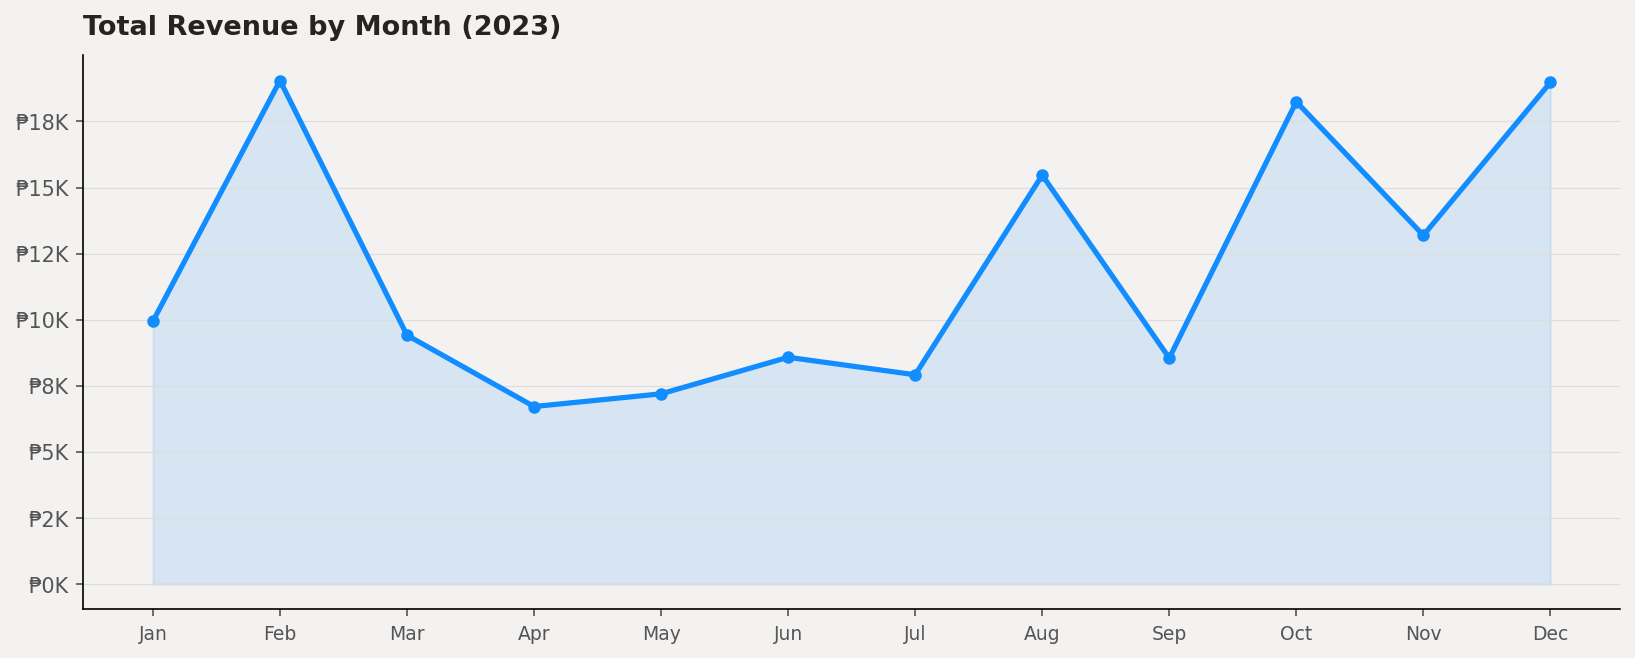 Total Revenue by Month (2023)
₱18K
₱15K
₱12K
₱10K
₱8K
₱5K
₱2K
₱0K
Jan Feb Mar Apr May Jun Jul Aug Sep Oct Nov Dec